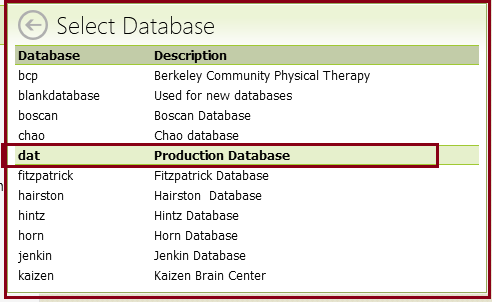 Select Database
Database Description
bcp Berkeley Community Physical Therapy
blankdatabase Used for new databases
boscan Boscan Database
chao Chao database
dat Production Database
fitzpatrick Fitzpatrick Database
hairston Hairston  Database
hintz Hintz Database
horn Horn Database
jenkin Jenkin Database
kaizen Kaizen Brain Center